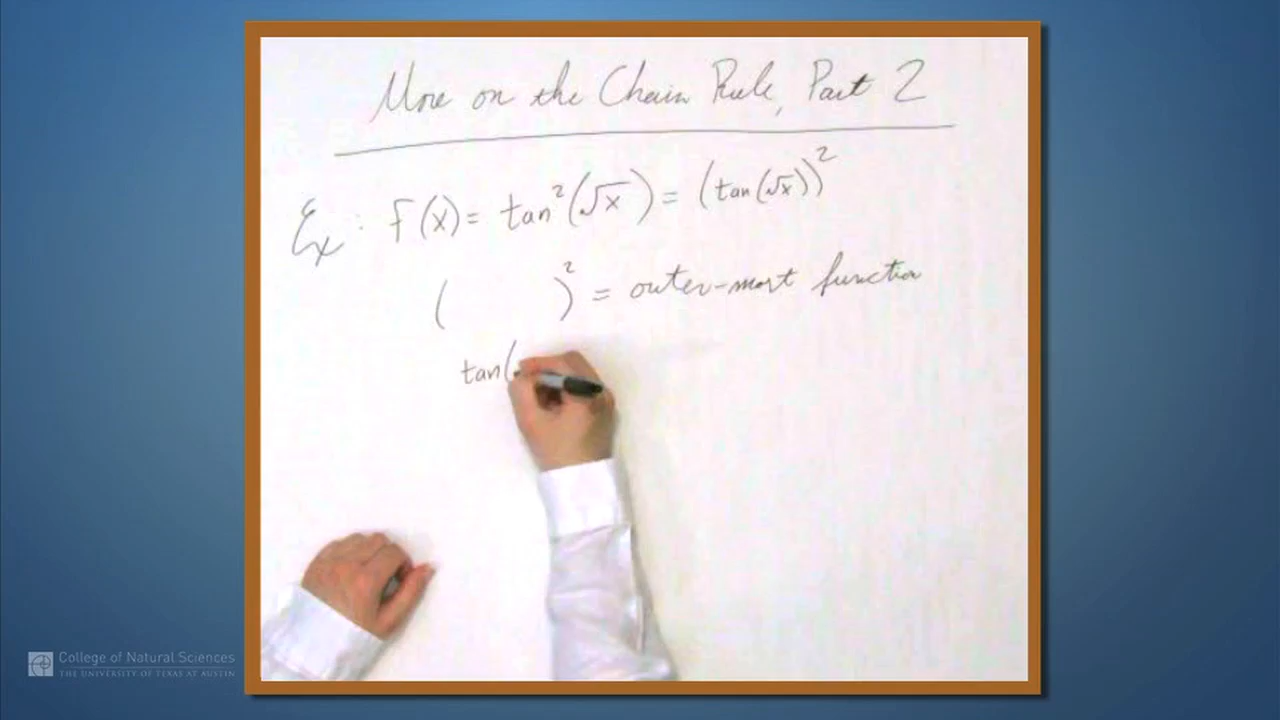 More on the Chain Rule, Part 2
Ex: f(x) = tan²(√x) = (tan(√x))²
( )² = outer-most function
tan(
College of Natural Sciences
THE UNIVERSITY OF TEXAS AT AUSTIN